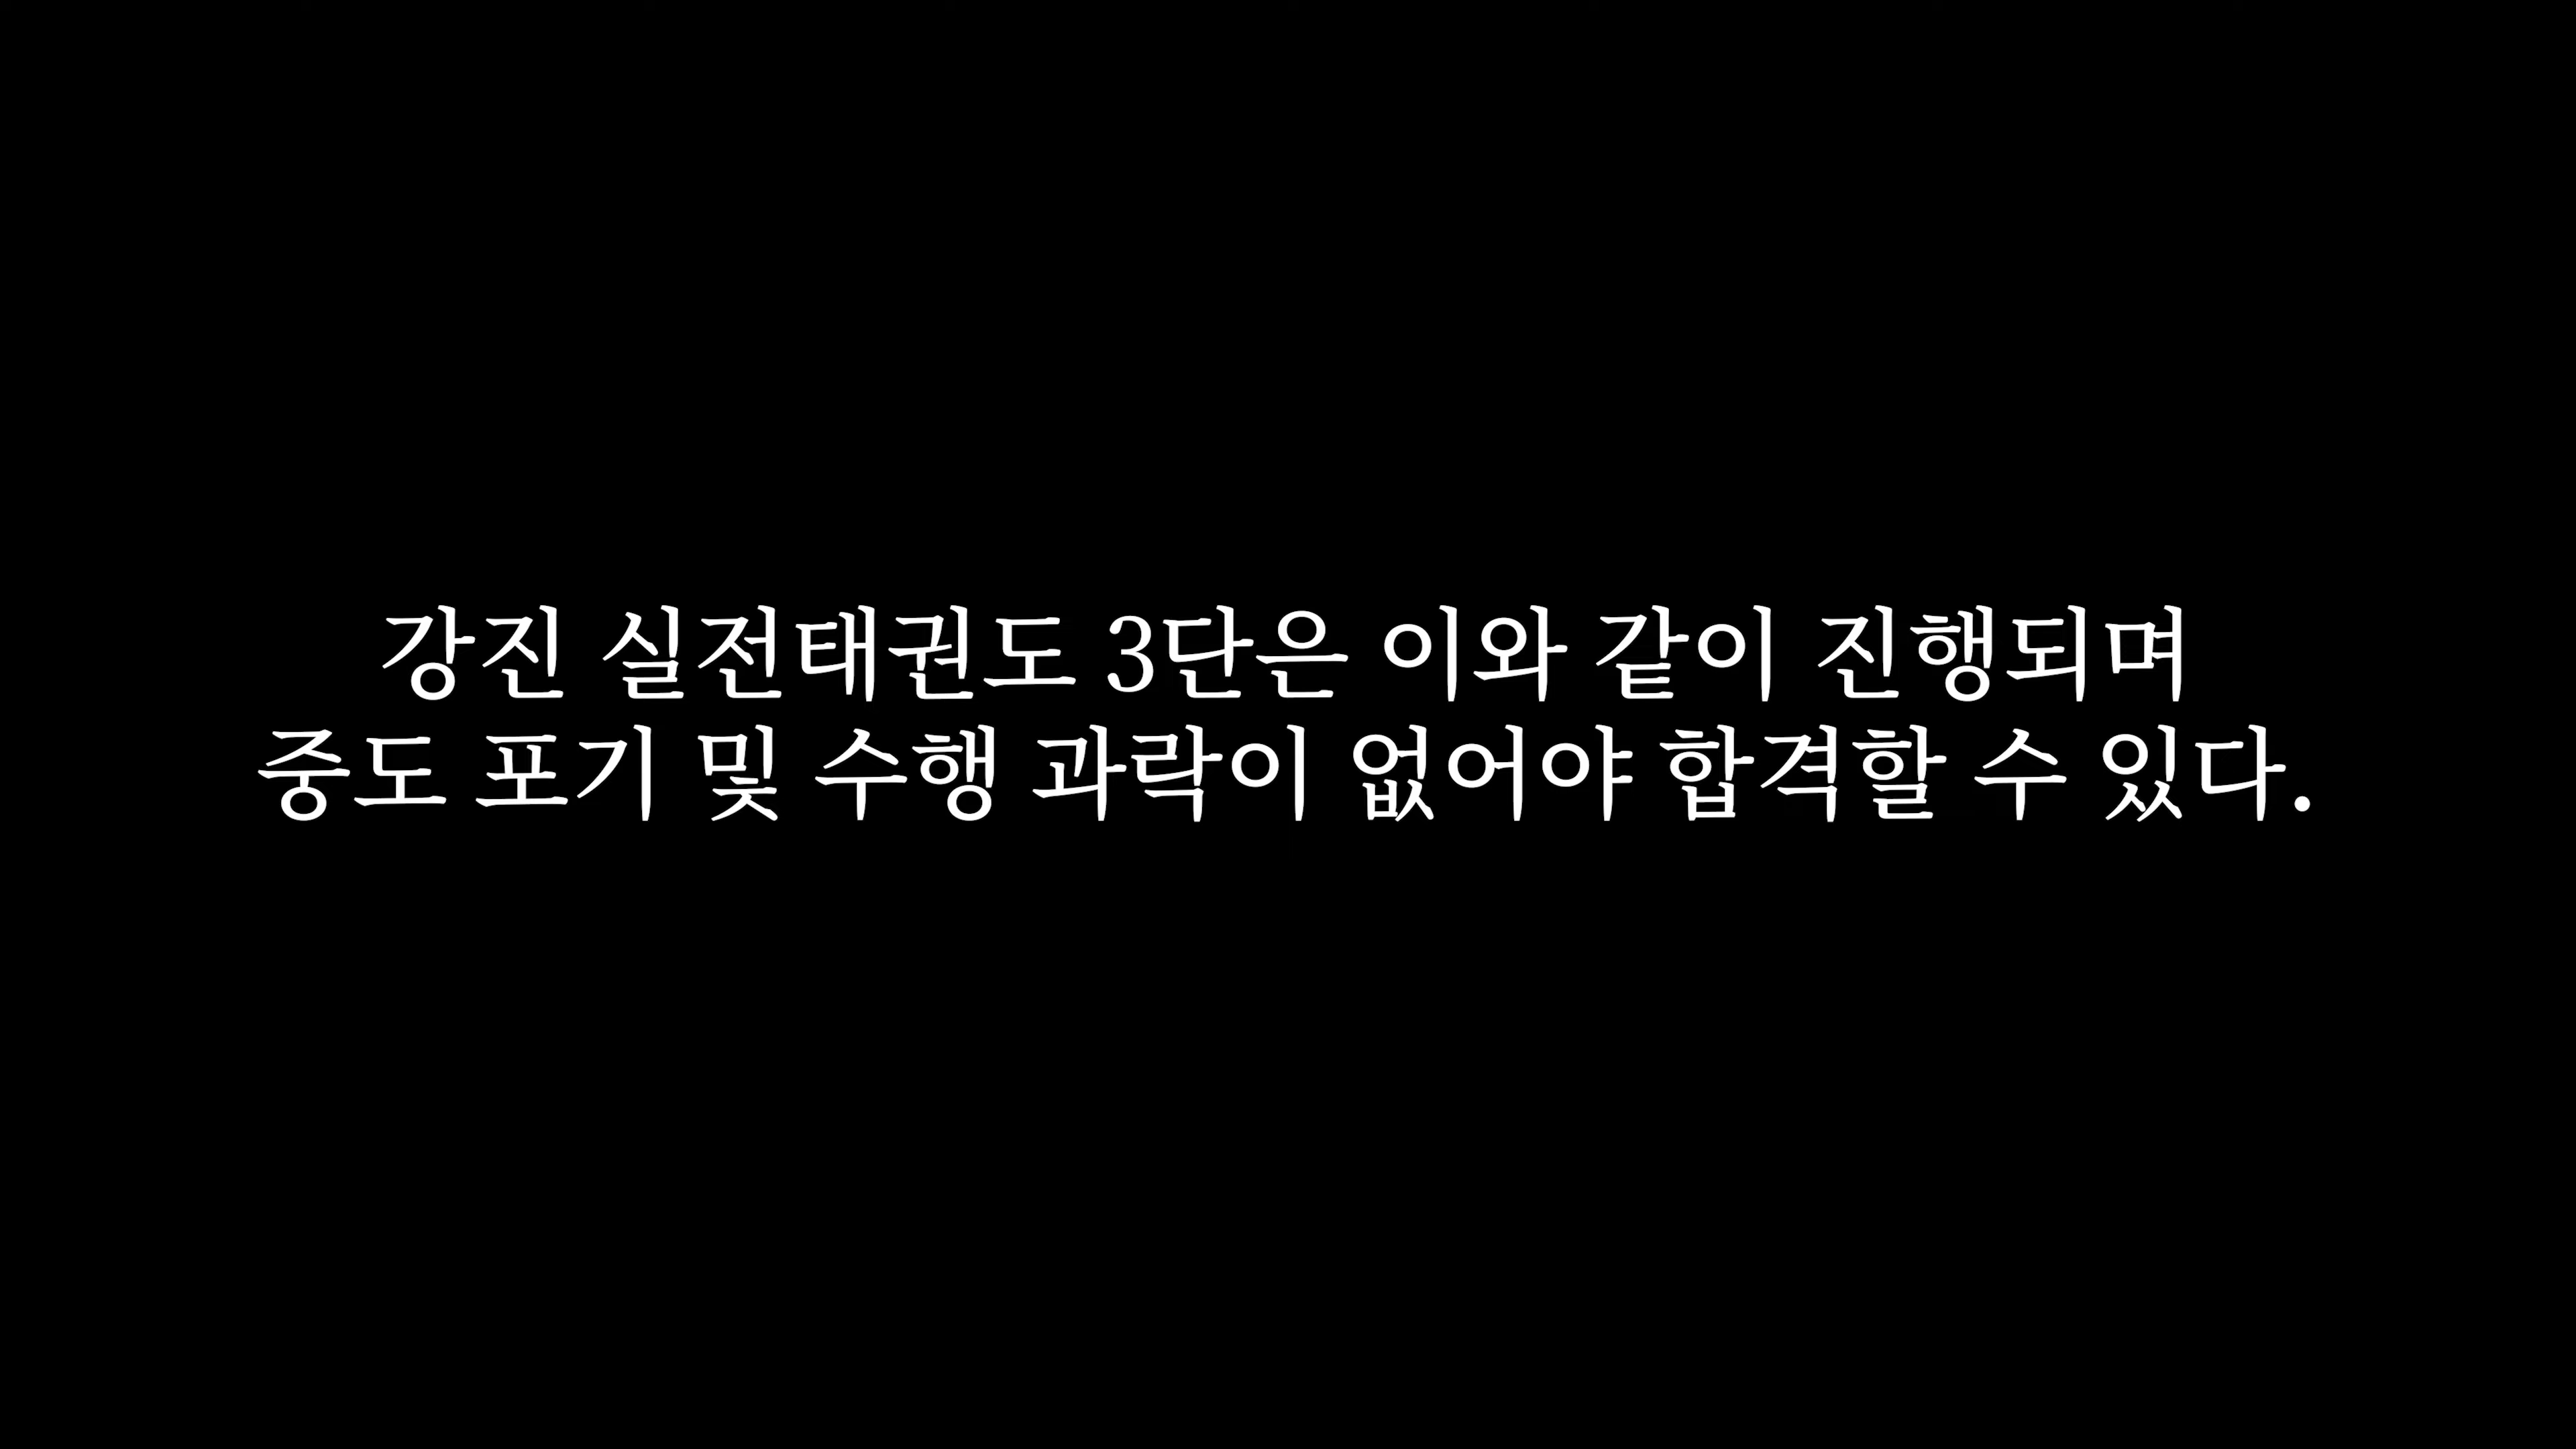 강진 실전태권도 3단은 이와 같이 진행되며
중도 포기 및 수행 과락이 없어야 합격할 수 있다.